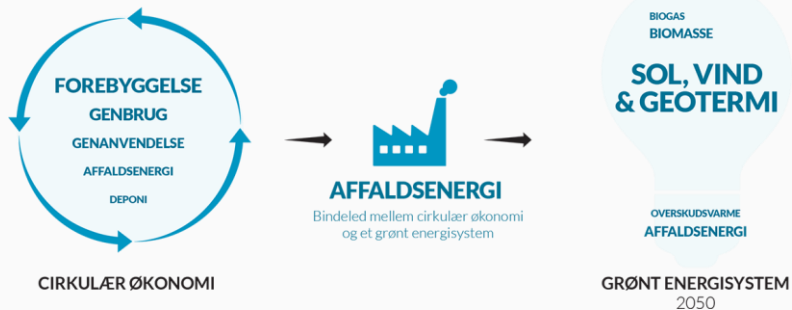 FOREBYGGELSE
GENBRUG
GENANVENDELSE
AFFALDSENERGI
DEPONI
CIRKULÆR ØKONOMI
AFFALDSENERGI
Bindeled mellem cirkulær økonomi
og et grønt energisystem
BIOGAS
BIOMASSE
SOL, VIND
& GEOTERMI
OVERSKUDSVARME
AFFALDSENERGI
GRØNT ENERGISYSTEM
2050